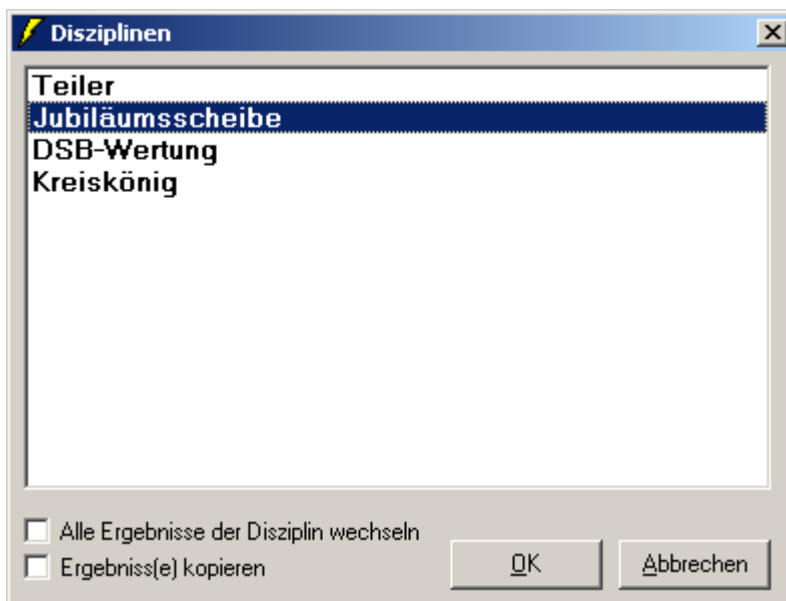 Disziplinen
Teiler
Jubiläumsscheibe
DSB-Wertung
Kreiskönig
Alle Ergebnisse der Disziplin wechseln
Ergebniss(e) kopieren
OK
Abbrechen